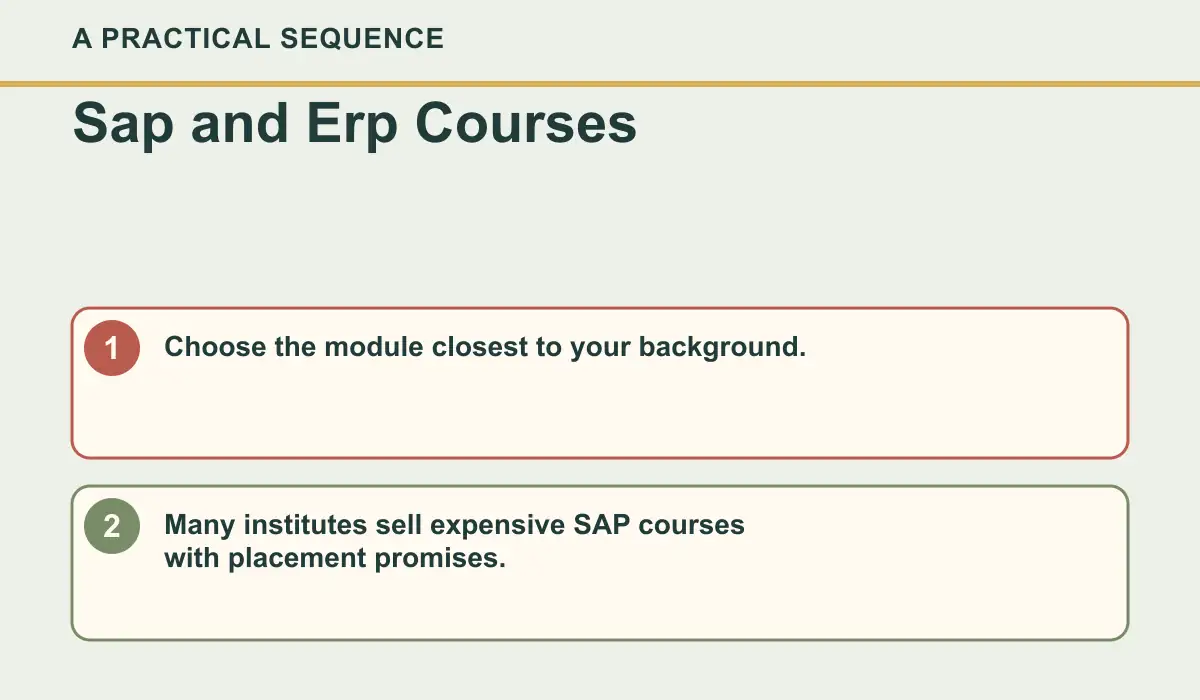 A PRACTICAL SEQUENCE
Sap and Erp Courses
1
Choose the module closest to your background.
2
Many institutes sell expensive SAP courses
with placement promises.